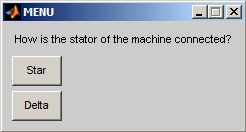 MENU
How is the stator of the machine connected?
Star
Delta